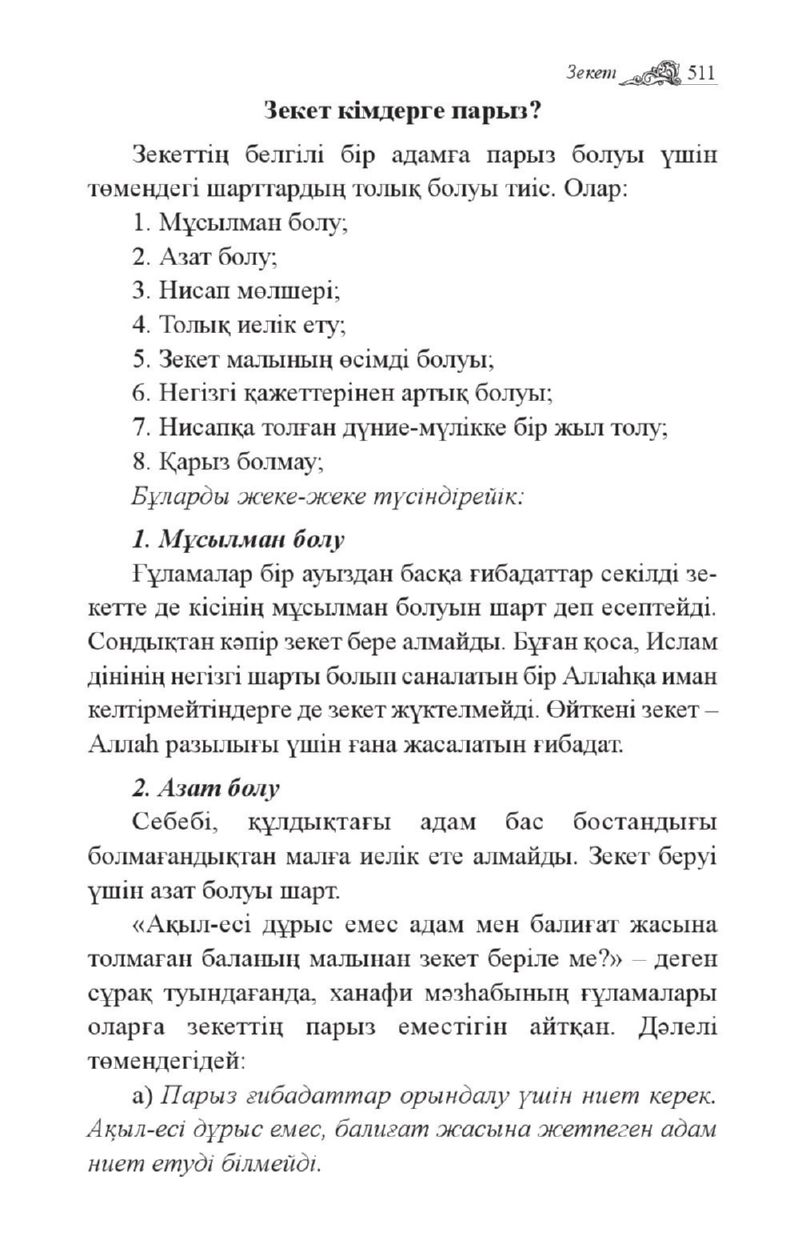 Зекет 511
Зекет кімдерге парыз?
Зекеттің белгілі бір адамға парыз болуы үшін
төмендегі шарттардың толық болуы тиіс. Олар:
1. Мұсылман болу;
2. Азат болу;
3. Нисап мөлшері;
4. Толық иелік ету;
5. Зекет малының өсімді болуы;
6. Негізгі қажеттерінен артық болуы;
7. Нисапқа толған дүние-мүлікке бір жыл толу;
8. Қарыз болмау;
Бұларды жеке-жеке түсіндірейік:
1. Мұсылман болу
Ғұламалар бір ауыздан басқа ғибадаттар секілді зе-
кетте де кісінің мұсылман болуын шарт деп есептейді.
Сондықтан кәпір зекет бере алмайды. Бұған қоса, Ислам
дінінің негізгі шарты болып саналатын бір Аллаһқа иман
келтірмейтіндерге де зекет жүктелмейді. Өйткені зекет –
Аллаһ разылығы үшін ғана жасалатын ғибадат.
2. Азат болу
Себебі, құлдықтағы адам бас бостандығы
болмағандықтан малға иелік ете алмайды. Зекет беруі
үшін азат болуы шарт.
«Ақыл-есі дұрыс емес адам мен балиғат жасына
толмаған баланың малынан зекет беріле ме?» – деген
сұрақ туындағанда, ханафи мәзһабының ғұламалары
оларға зекеттің парыз еместігін айтқан. Дәлелі
төмендегідей:
а) Парыз ғибадаттар орындалу үшін ниет керек.
Ақыл-есі дұрыс емес, балиғат жасына жетпеген адам
ниет етуді білмейді.